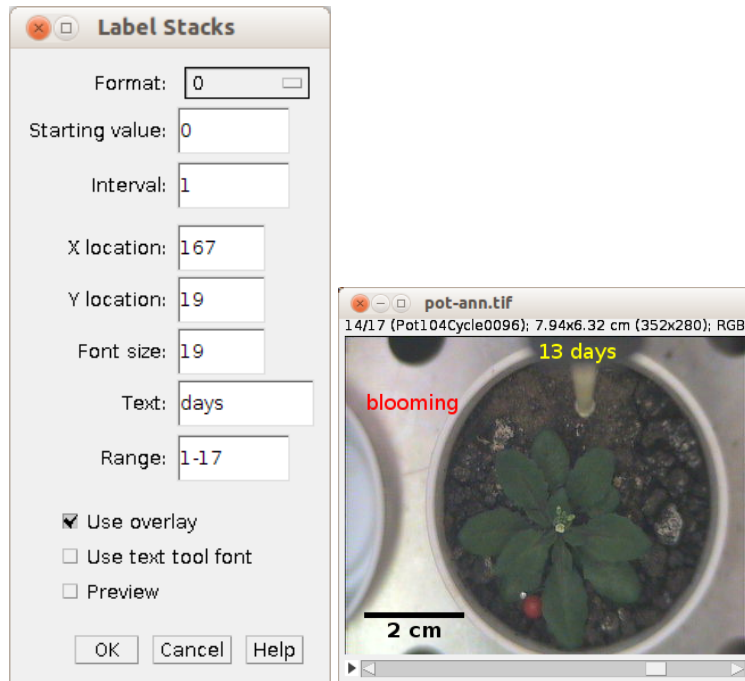 Label Stacks
Format: 0
Starting value: 0
Interval: 1
X location: 167
Y location: 19
Font size: 19
Text: days
Range: 1-17
Use overlay
Use text tool font
Preview
OK Cancel Help
pot-ann.tif
14/17 (Pot104Cycle0096); 7.94x6.32 cm (352x280); RGB
13 days
blooming
2 cm